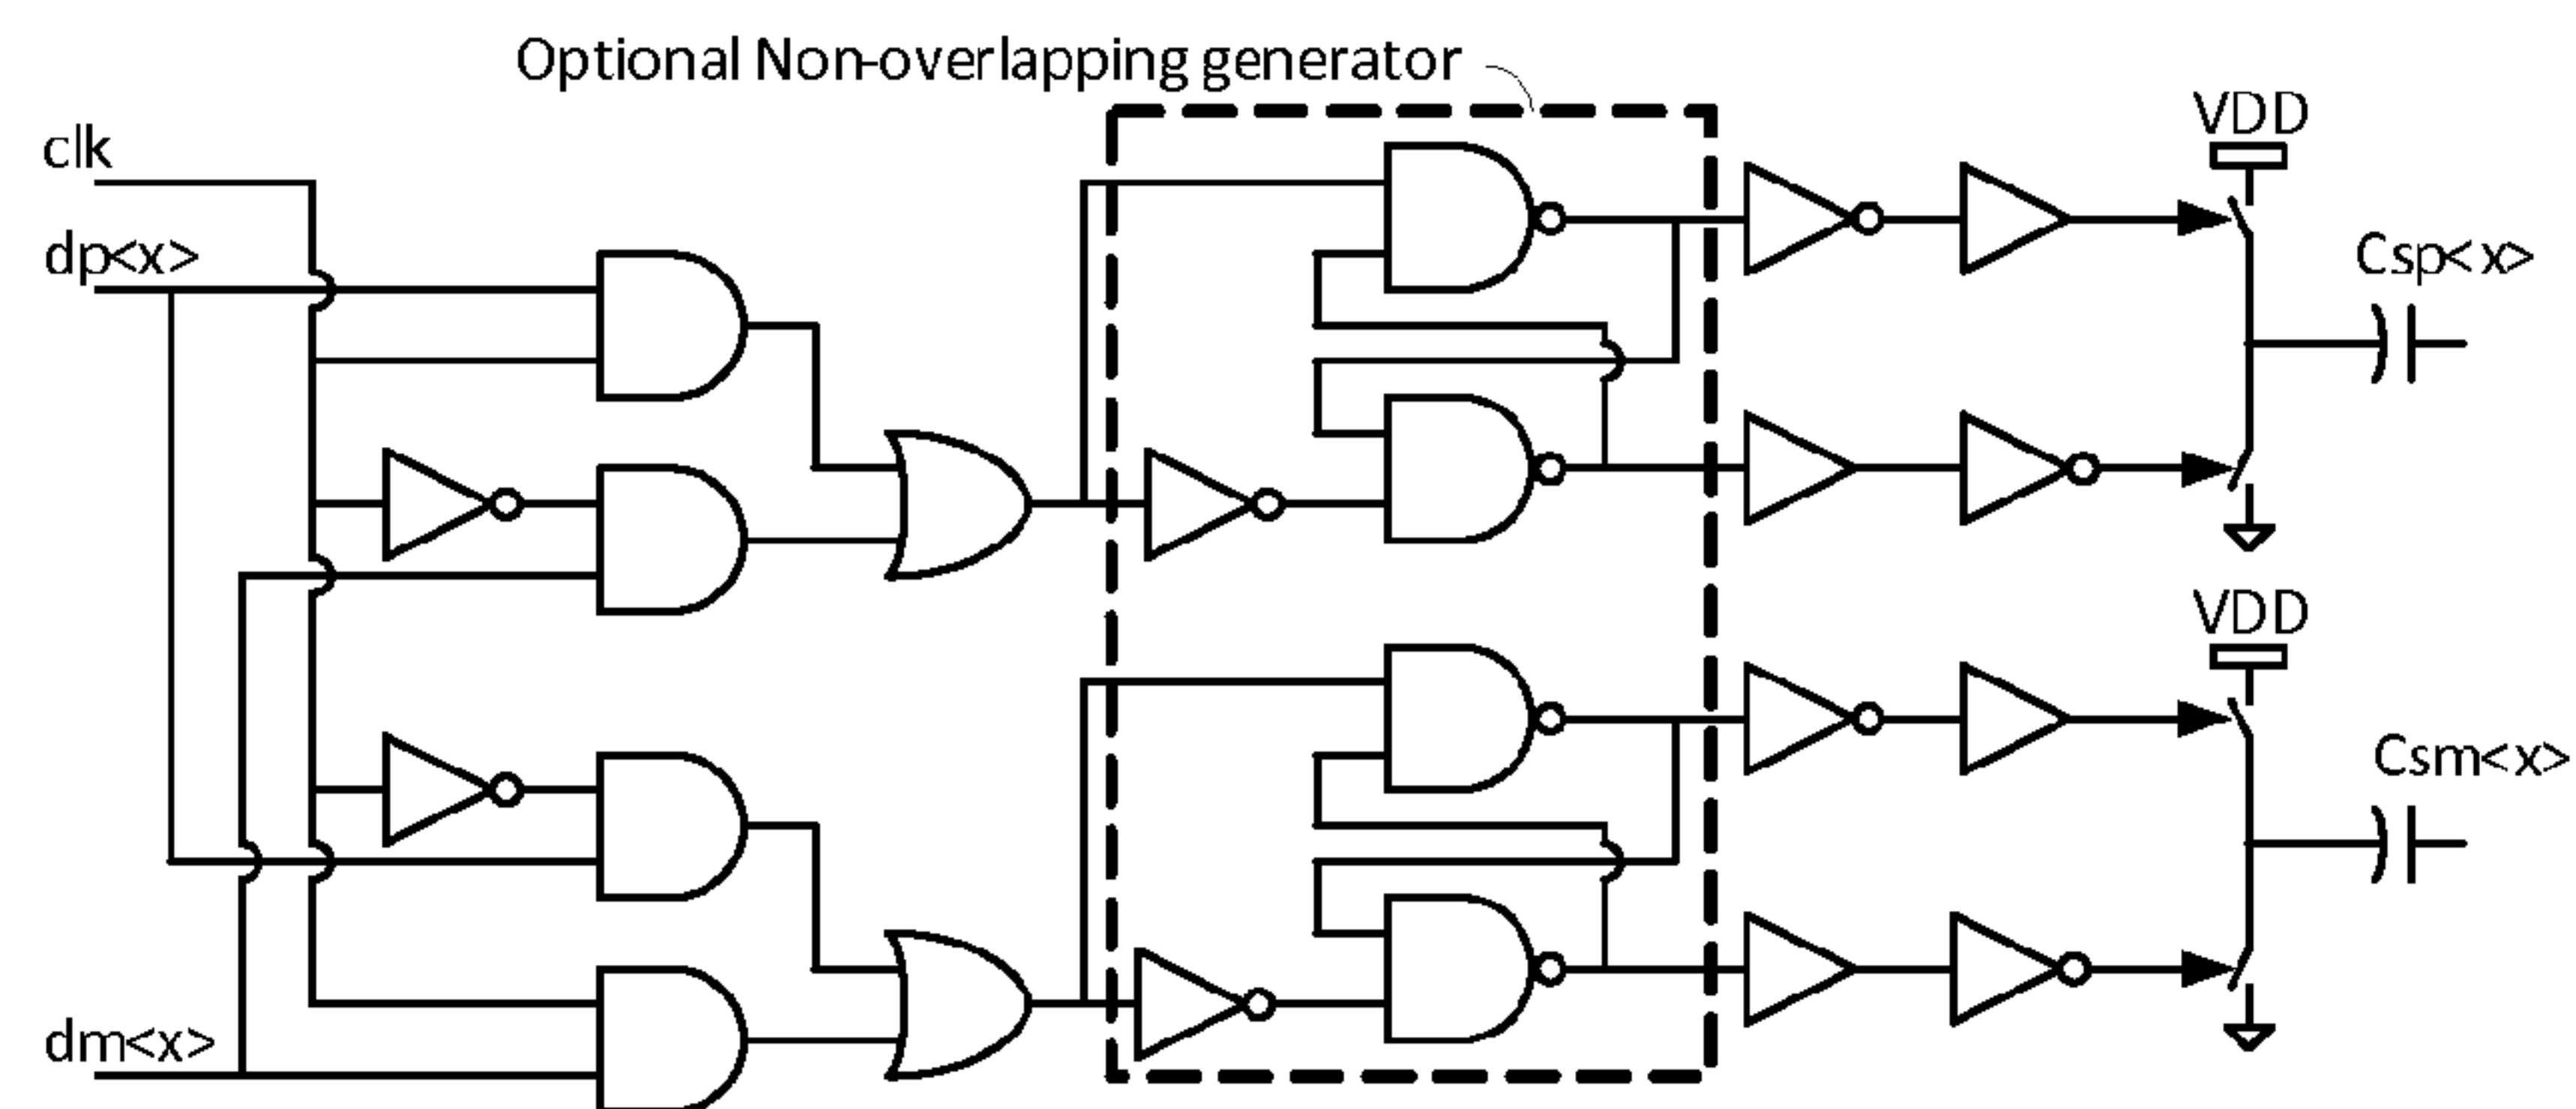 Optional Non-overlapping generator
clk
VDD
dp<x>
Csp<x>
VDD
Csm<x>
dm<x>